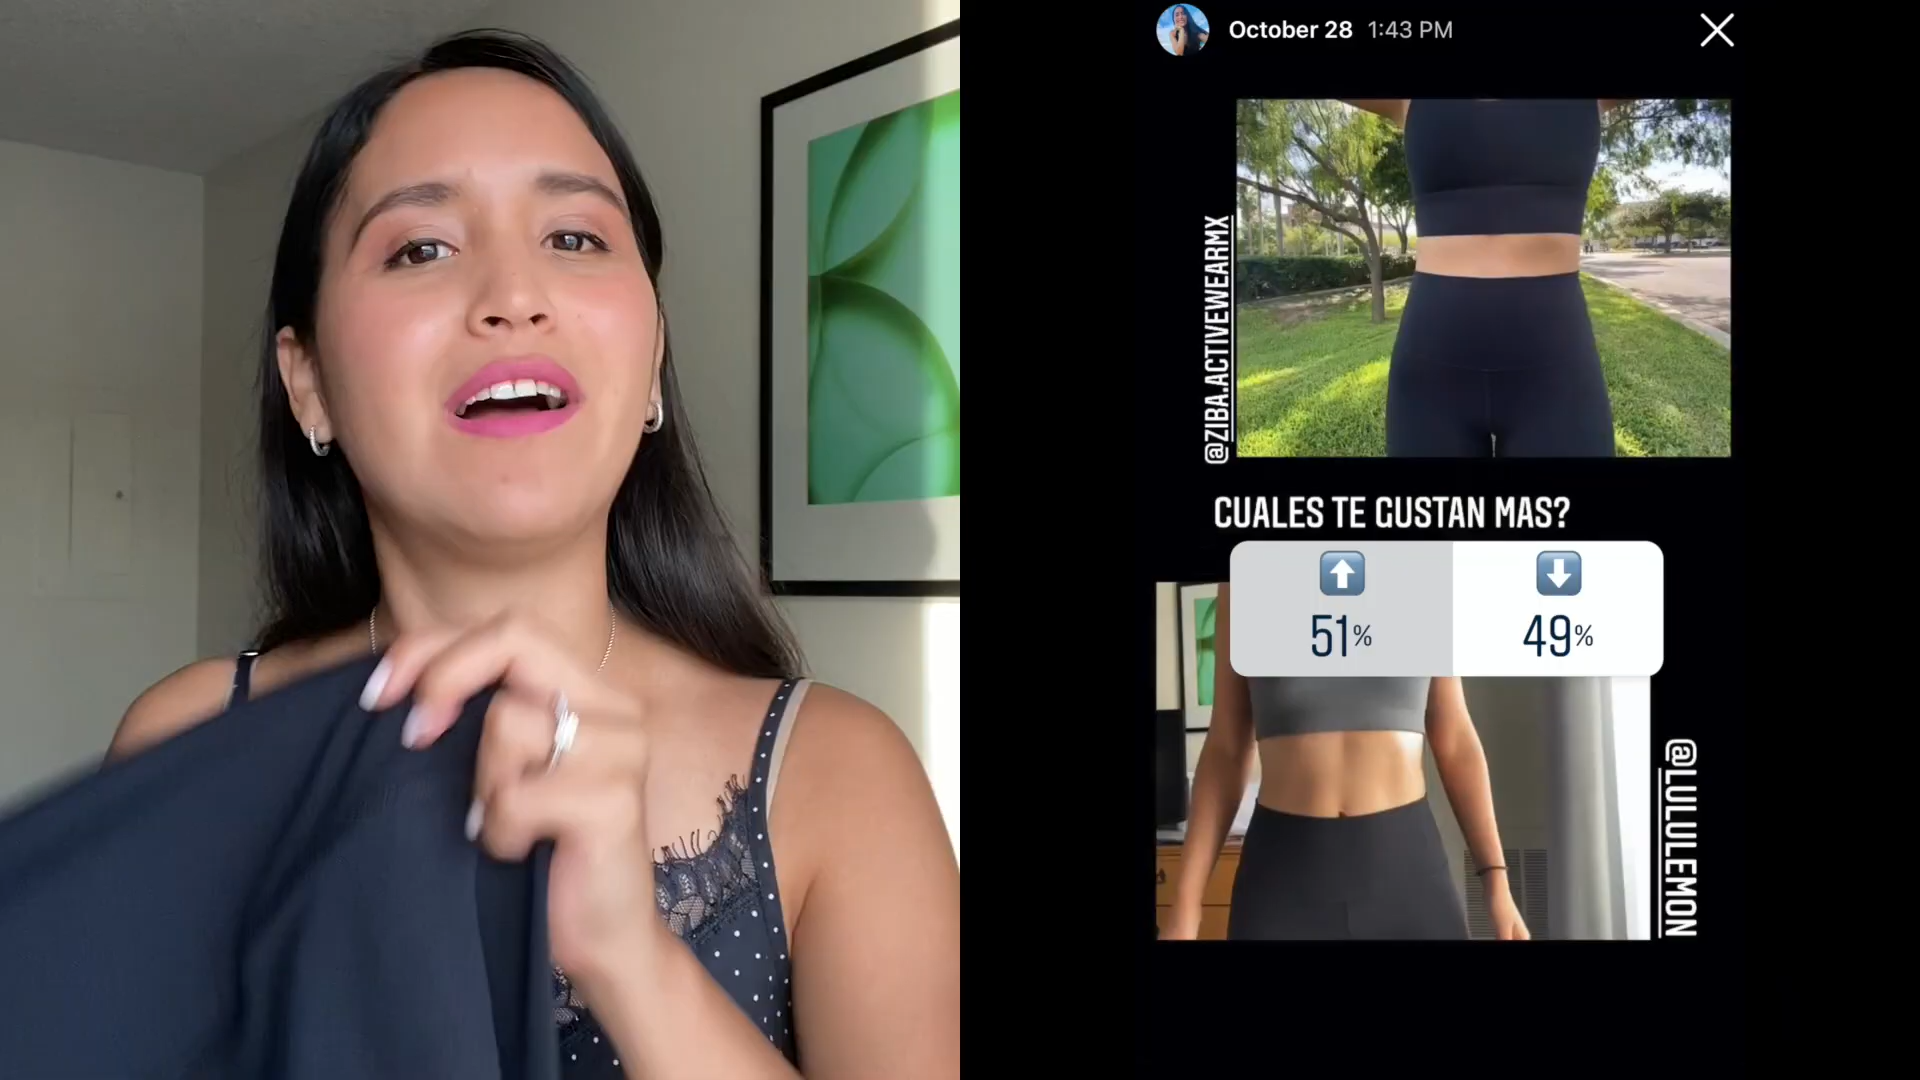 October 28 1:43 PM
@ZIBA.ACTIVEWEARMX
CUALES TE GUSTAN MAS?
51%
49%
@LULULEMON